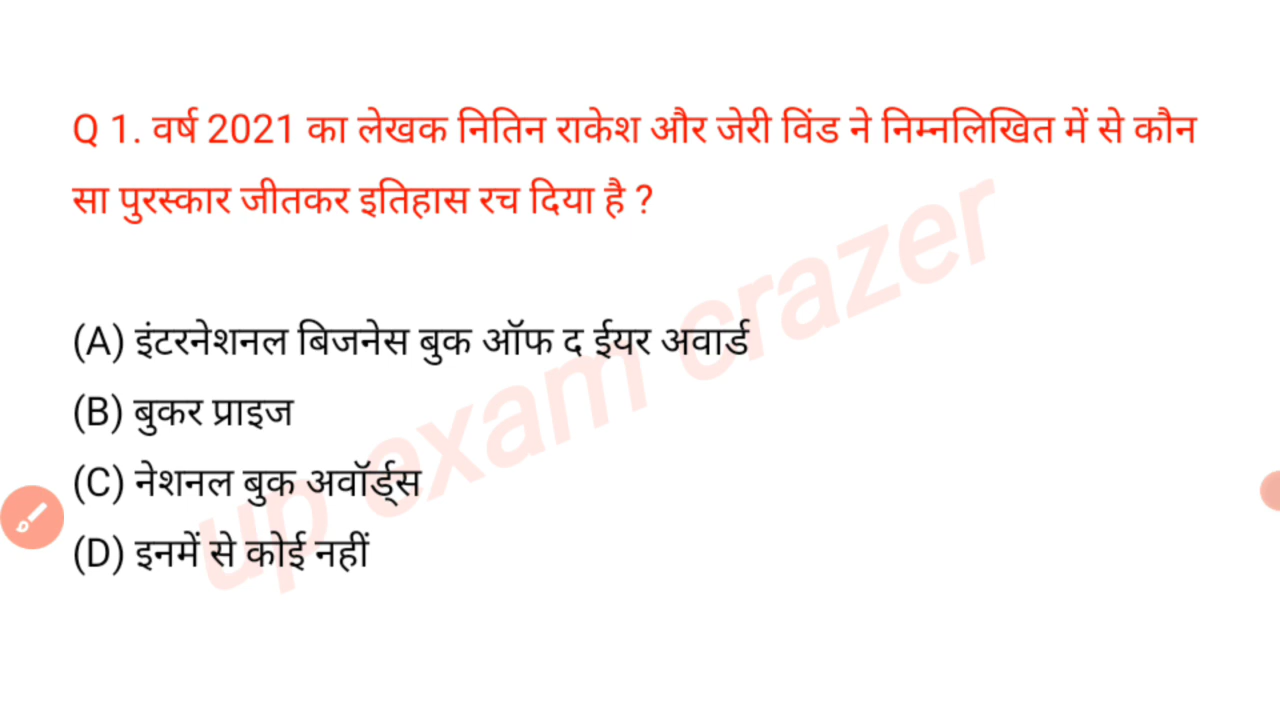 Q 1. वर्ष 2021 का लेखक नितिन राकेश और जेरी विंड ने निम्नलिखित में से कौन
सा पुरस्कार जीतकर इतिहास रच दिया है ?
(A) इंटरनेशनल बिजनेस बुक ऑफ द ईयर अवार्ड
(B) बुकर प्राइज
(C) नेशनल बुक अवॉर्ड्स
(D) इनमें से कोई नहीं
up exam crazer